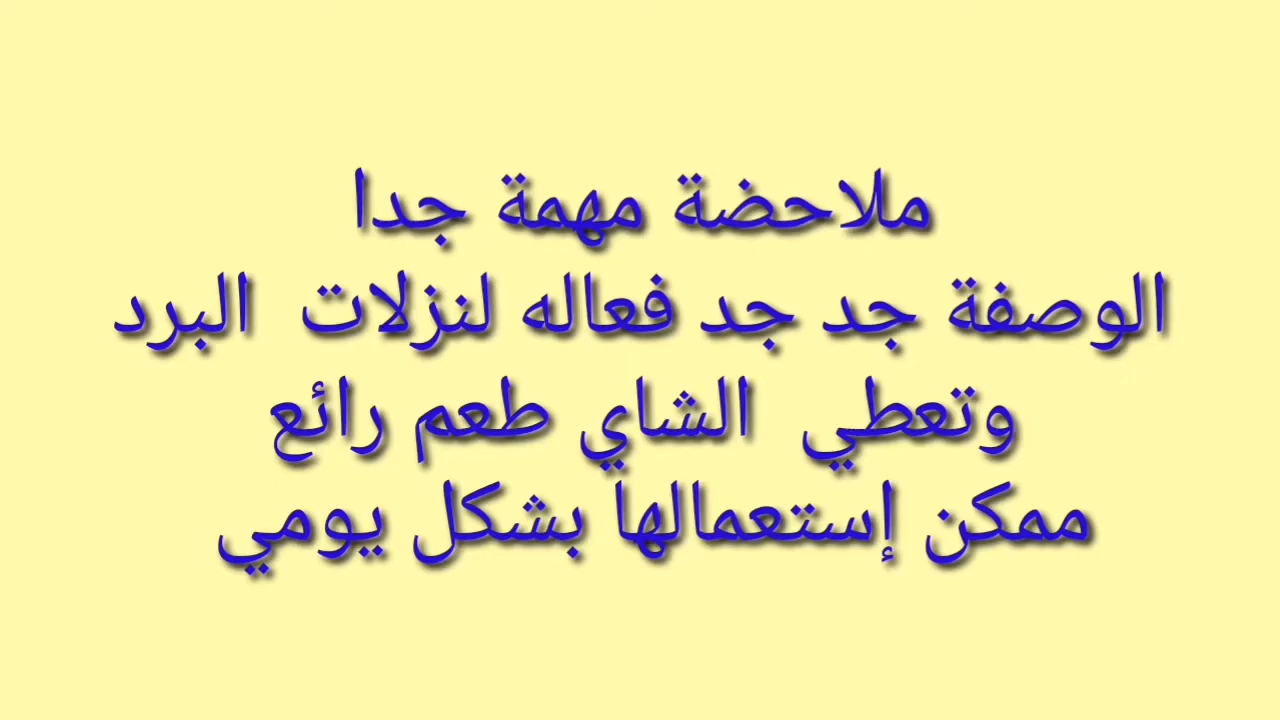 ملاحضة مهمة جدا
الوصفة جد جد فعاله لنزلات البرد
وتعطي الشاي طعم رائع
ممكن إستعمالها بشكل يومي